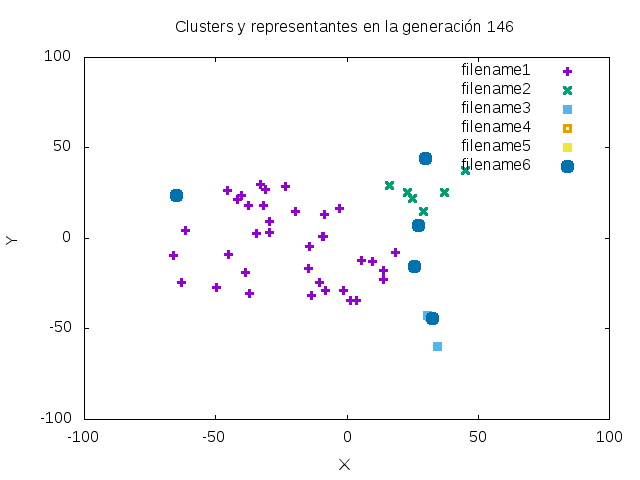 Clusters y representantes en la generación 146
100
50
0
-50
-100
-100
-50
0
50
100
X
Y
filename1
filename2
filename3
filename4
filename5
filename6